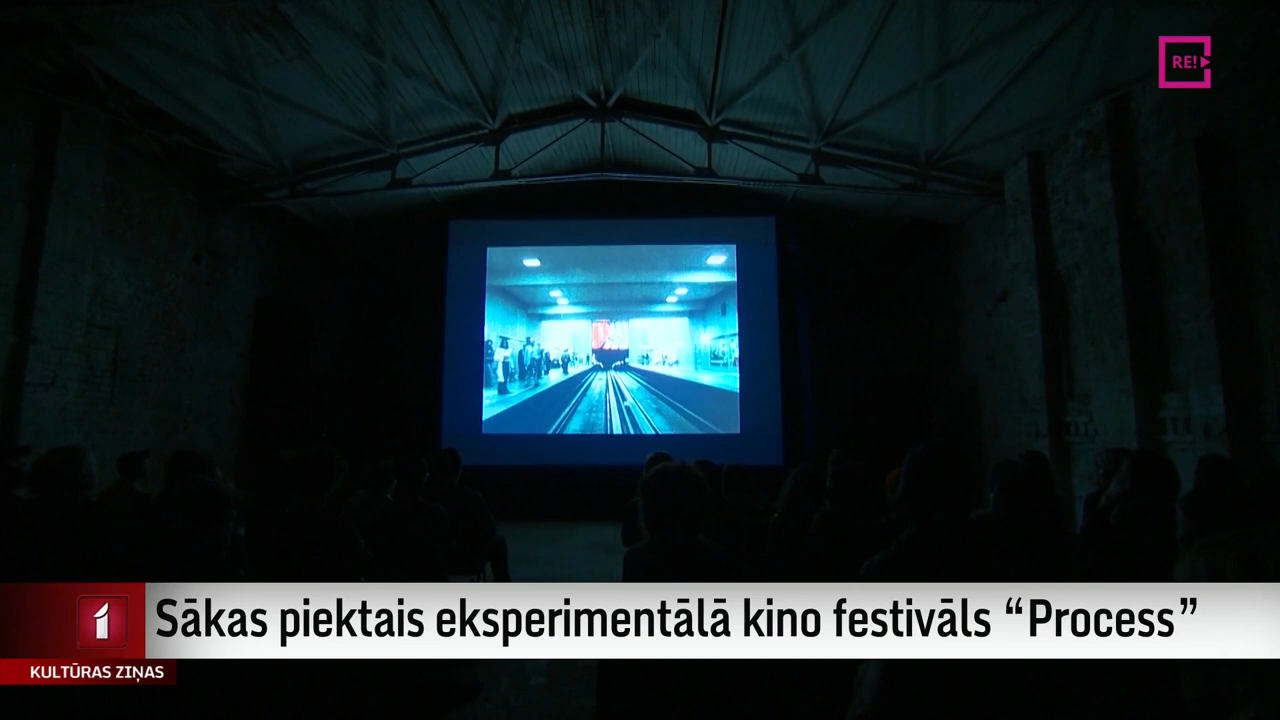 RE!
1
Sākas piektais eksperimentālā kino festivāls “Process”
KULTŪRAS ZIŅAS